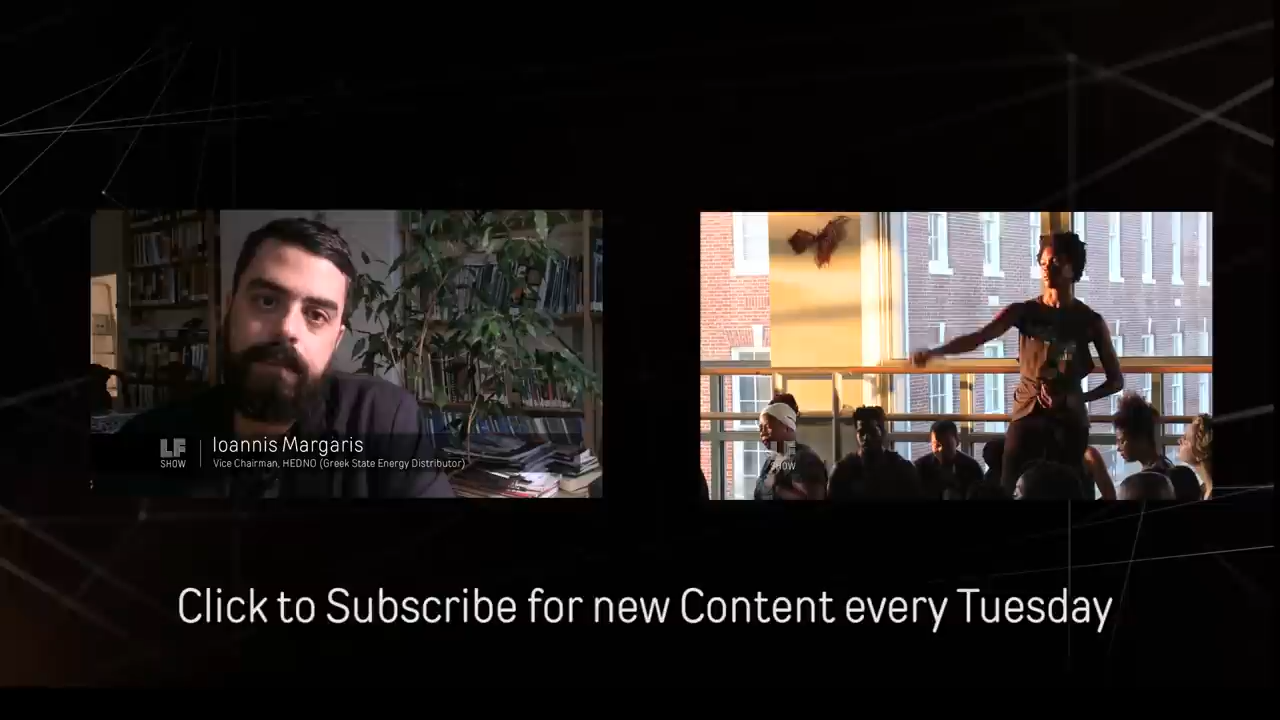 LF
SHOW
Ioannis Margaris
Vice Chairman, HEDNO (Greek State Energy Distributor)
LF
SHOW
Click to Subscribe for new Content every Tuesday